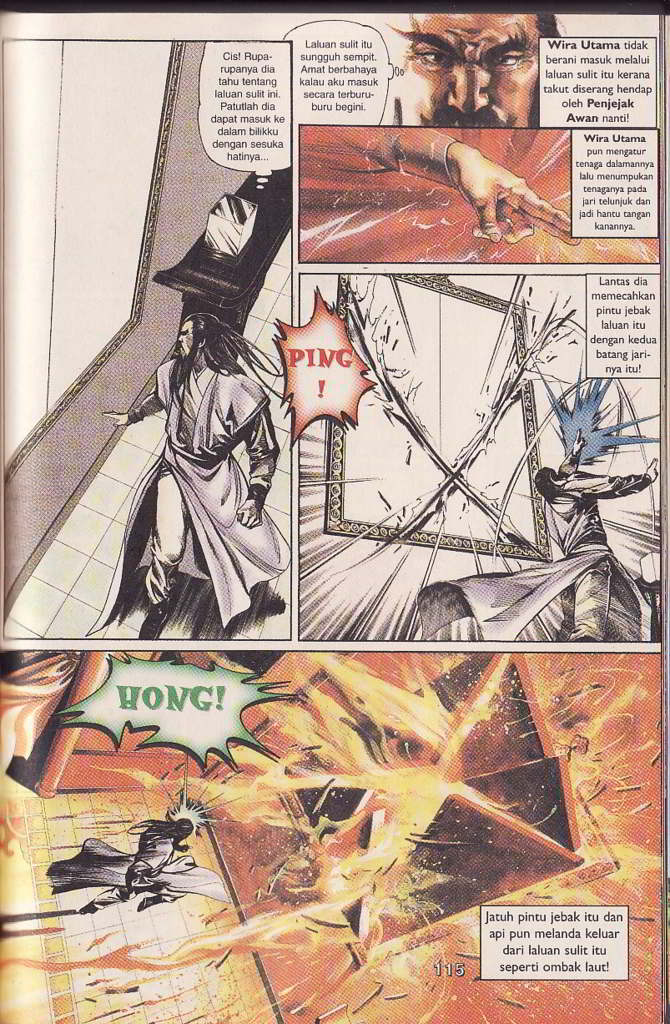 Cis! Rupa-
rupanya dia
tahu tentang
laluan sulit ini.
Patutlah dia
dapat masuk ke
dalam bilikku
dengan sesuka
hatinya...
Laluan sulit itu
sungguh sempit.
Amat berbahaya
kalau aku masuk
secara terburu-
buru begini.
Wira Utama tidak
berani masuk melalui
laluan sulit itu kerana
takut diserang hendap
oleh Penjejak
Awan nanti!
Wira Utama
pun mengatur
tenaga dalamannya
lalu menumpukan
tenaganya pada
jari telunjuk dan
jadi hantu tangan
kanannya.
PING
!
Lantas dia
memecahkan
pintu jebak
laluan itu
dengan kedua
batang jari-
nya itu!
HONG!
Jatuh pintu jebak itu dan
api pun melanda keluar
dari laluan sulit itu
seperti ombak laut!
115